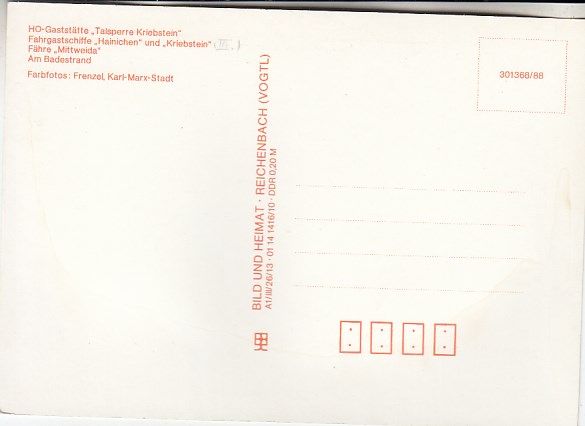 HO-Gaststätte „Talsperre Kriebstein“
Fahrgastschiffe „Hainichen“ und „Kriebstein“
Fähre „Mittweida“
Am Badestrand
Farbfotos: Frenzel, Karl-Marx-Stadt
BILD UND HEIMAT · REICHENBACH (VOGTL)
A1/III/26/13 · 01 14 1416/10 · DDR 0,20 M
301368/88